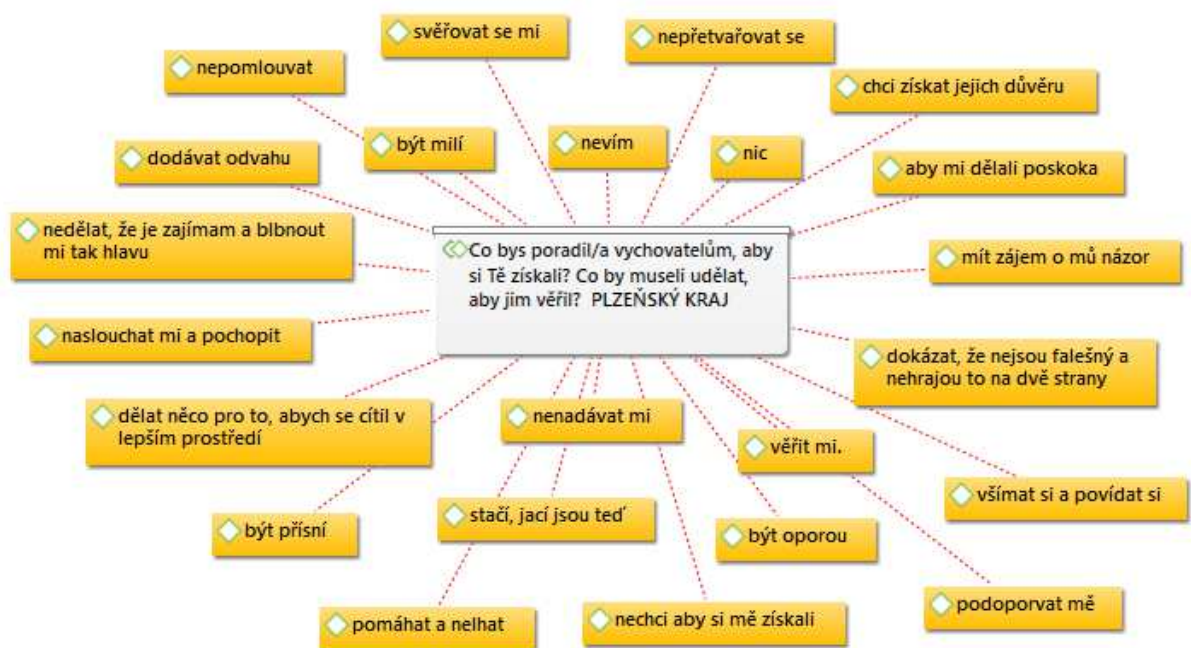 svěřovat se mi
nepřetvařovat se
nepomlouvat
chci získat jejich důvěru
být milí
nevím
nic
dodávat odvahu
aby mi dělali poskoka
nedělat, že je zajímam a blbnout
mi tak hlavu
Co bys poradil/a vychovatelům, aby
si Tě získali? Co by museli udělat,
aby jim věřil? PLZEŇSKÝ KRAJ
mít zájem o mů názor
naslouchat mi a pochopit
dokázat, že nejsou falešný a
nehrajou to na dvě strany
dělat něco pro to, abych se cítil v
lepším prostředí
nenadávat mi
věřit mi.
všímat si a povídat si
být přísní
stačí, jací jsou teď
být oporou
podoporvat mě
pomáhat a nelhat
nechci aby si mě získali